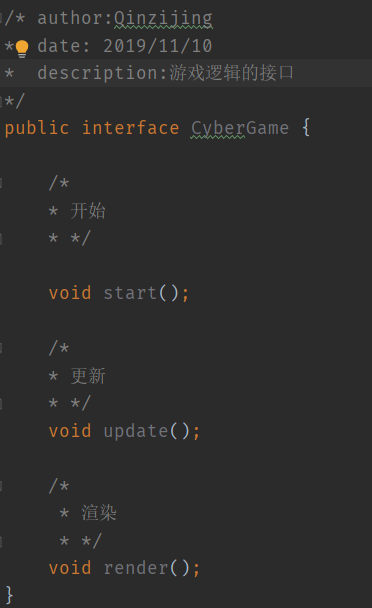 /* author:Qinzijing
* date: 2019/11/10
* description:游戏逻辑的接口
*/
public interface CyberGame {
/*
* 开始
* */
void start();
/*
* 更新
* */
void update();
/*
* 渲染
* */
void render();
}